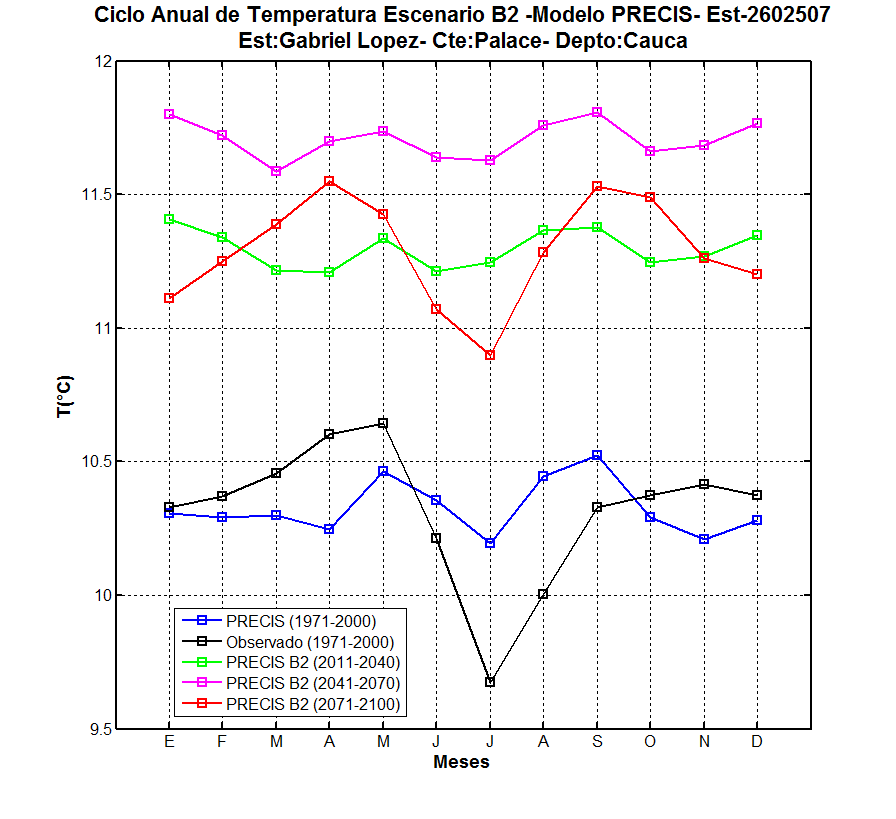 Ciclo Anual de Temperatura Escenario B2 -Modelo PRECIS- Est-2602507
Est:Gabriel Lopez- Cte:Palace- Depto:Cauca
12
11.5
11
10.5
10
9.5
T(°C)
PRECIS (1971-2000)
Observado (1971-2000)
PRECIS B2 (2011-2040)
PRECIS B2 (2041-2070)
PRECIS B2 (2071-2100)
E F M A M J J A S O N D
Meses